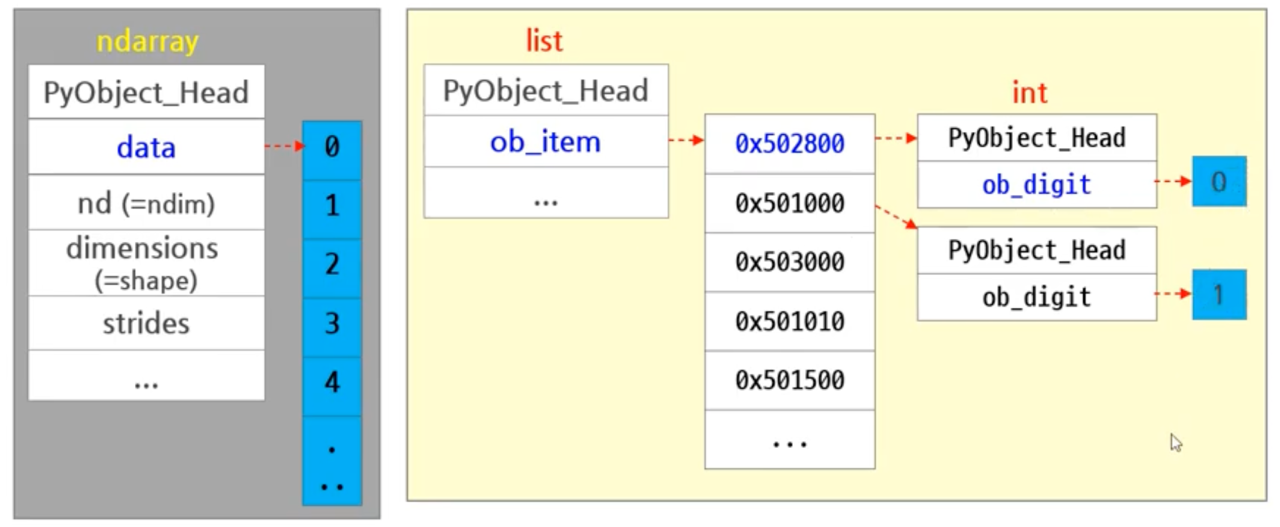 ndarray
PyObject_Head
data
nd (=ndim)
dimensions
(=shape)
strides
...
0
1
2
3
4
.
..
list
PyObject_Head
ob_item
...
0x502800
0x501000
0x503000
0x501010
0x501500
...
int
PyObject_Head
ob_digit
0
PyObject_Head
ob_digit
1